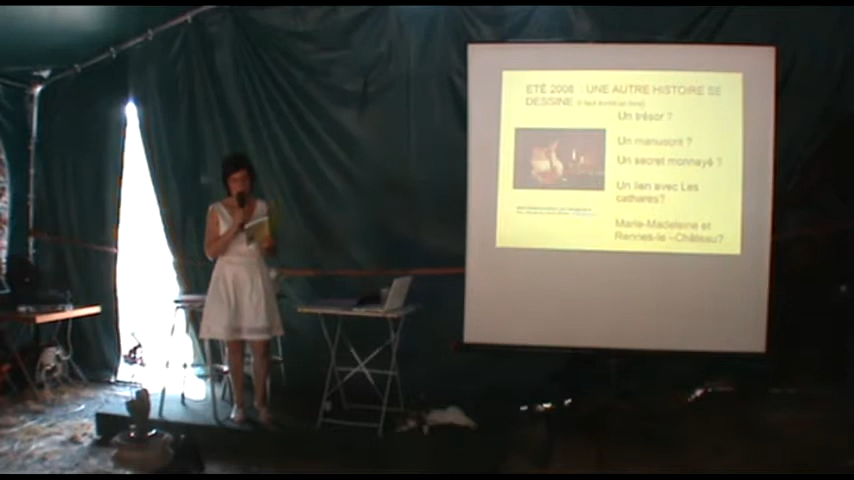 ETÉ 2008 : UNE AUTRE HISTOIRE SE
DESSINE
Un trésor ?
Un manuscrit ?
Un secret monnayé ?
Un lien avec Les
cathares?
Marie-Madeleine et
Rennes-le –Château?